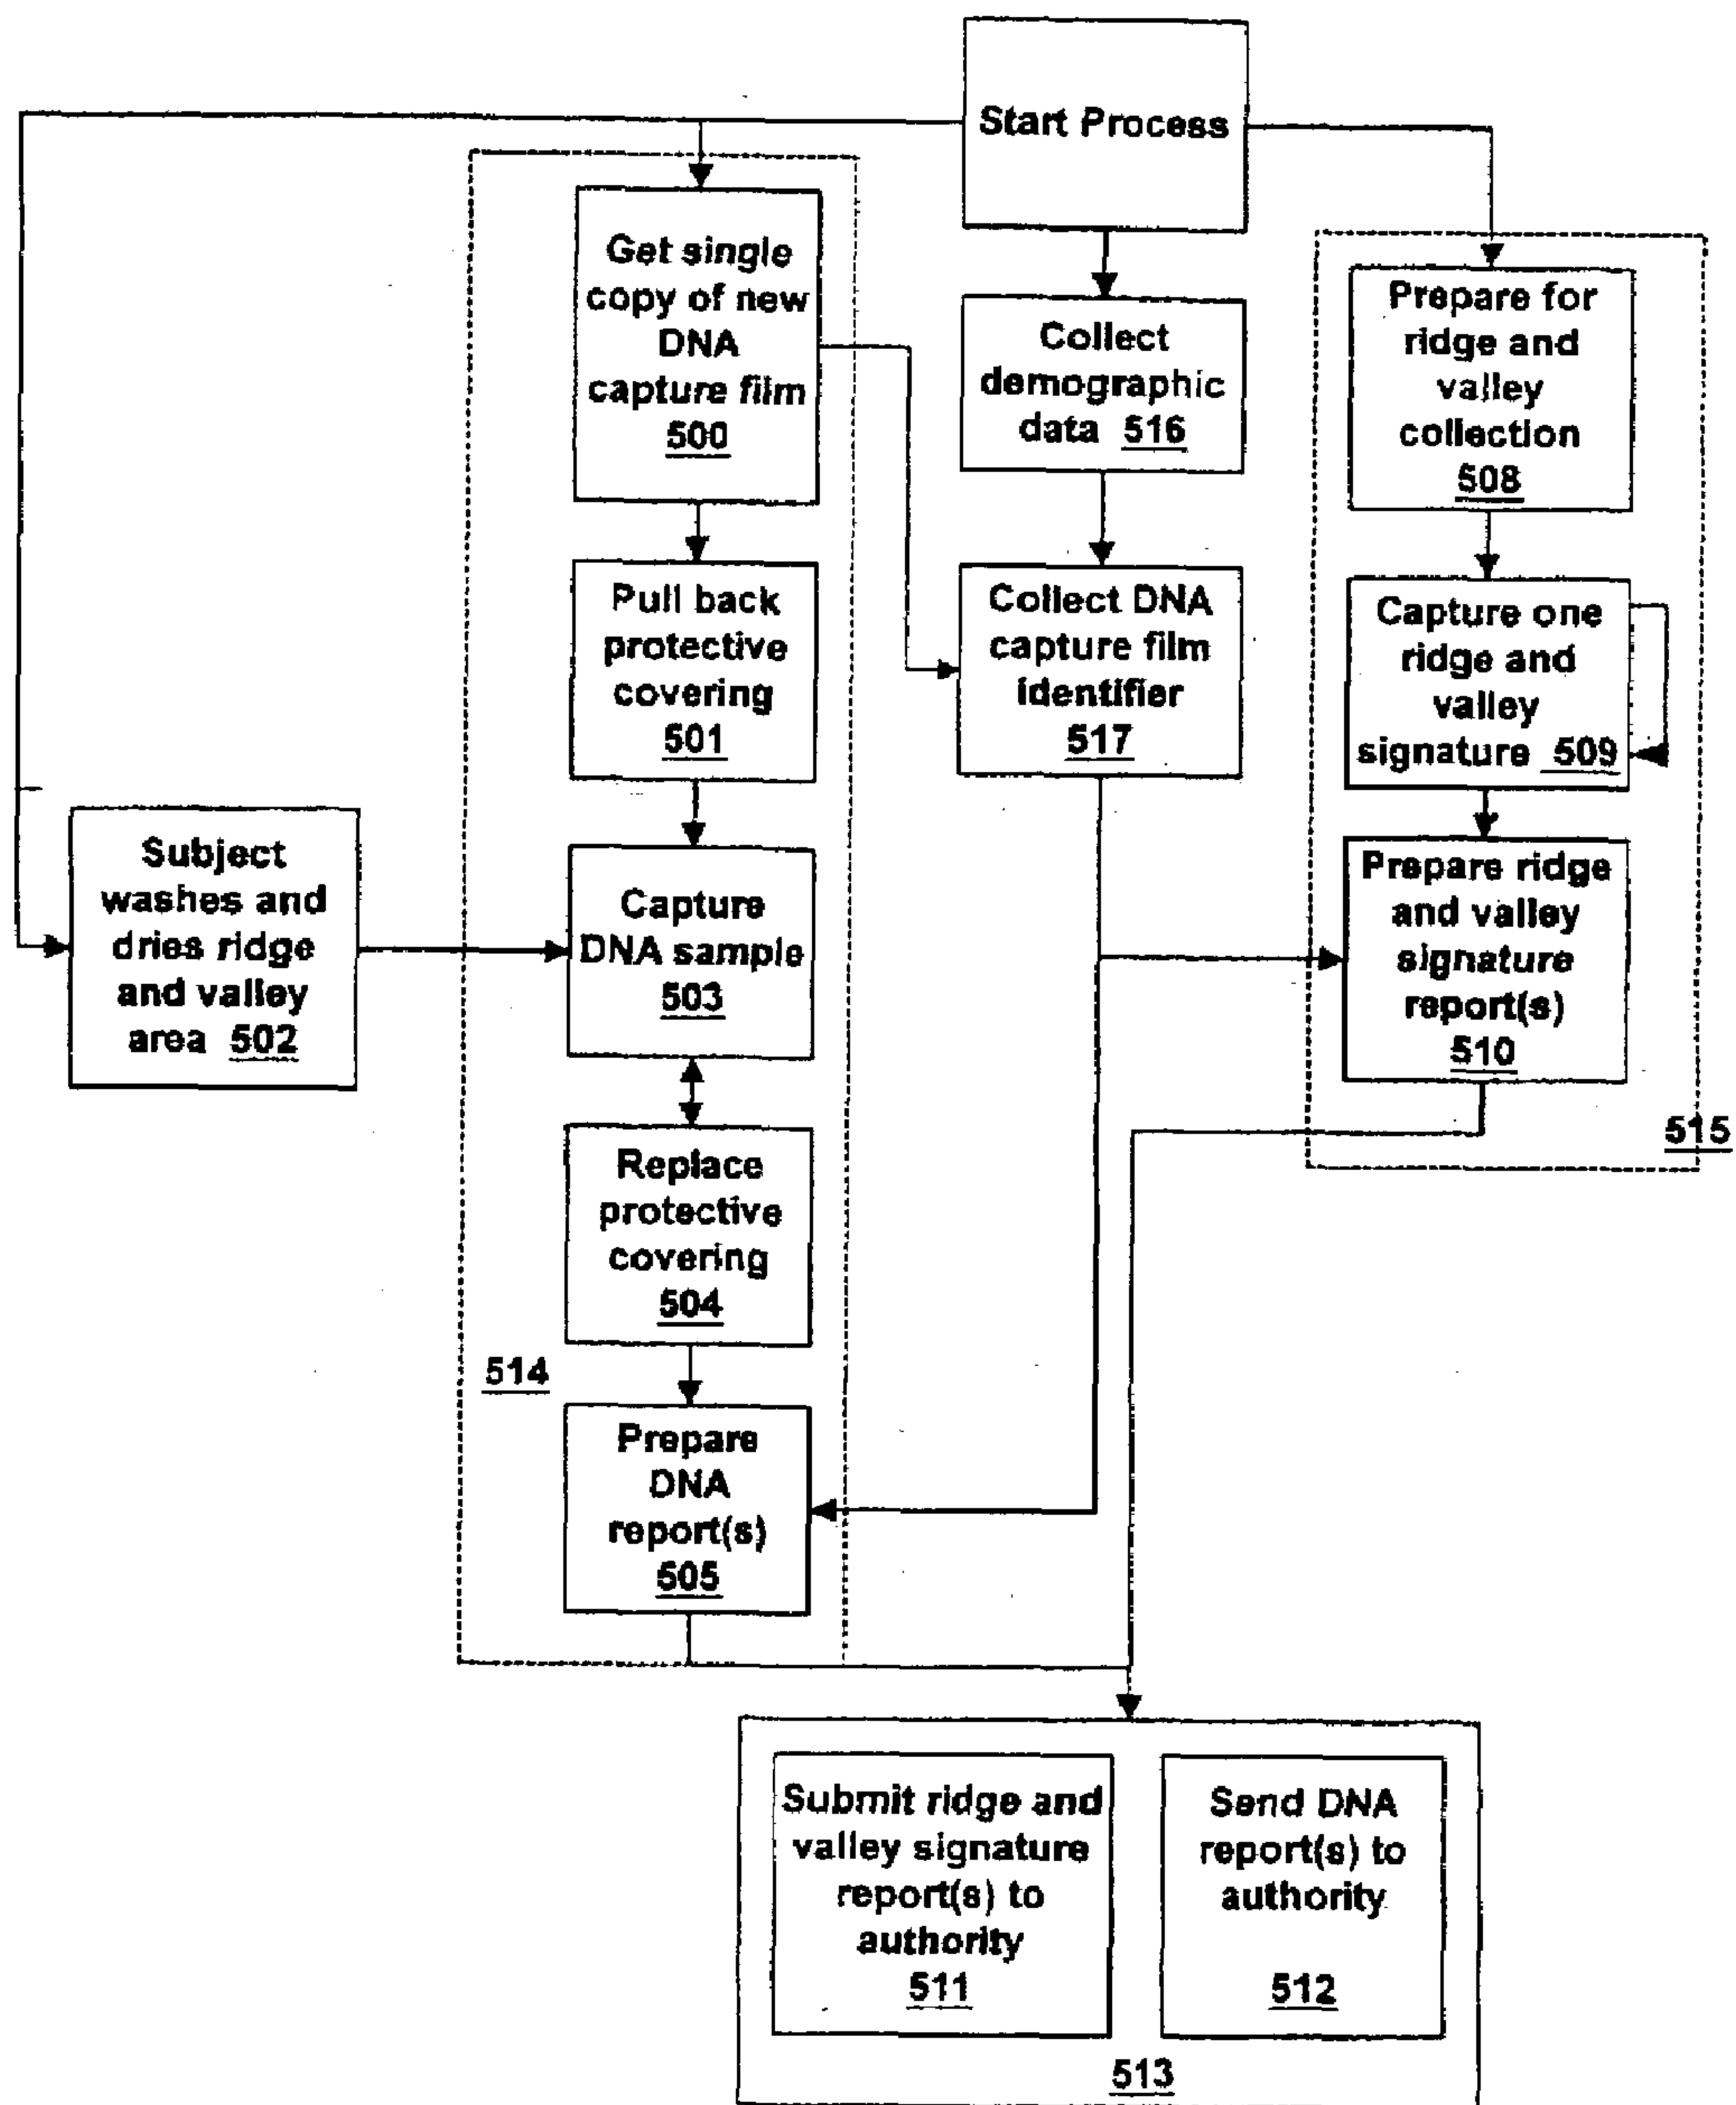 Start Process
Get single
copy of new
DNA
capture film
500
Pull back
protective
covering
501
Subject
washes and
dries ridge
and valley
area 502
Capture
DNA sample
503
Replace
protective
covering
504
514
Prepare
DNA
report(s)
505
Collect
demographic
data 516
Collect DNA
capture film
identifier
517
Prepare for
ridge and
valley
collection
508
Capture one
ridge and
valley
signature 509
Prepare ridge
and valley
signature
report(s)
510
515
Submit ridge and
valley signature
report(s) to
authority
511
Send DNA
report(s) to
authority
512
513